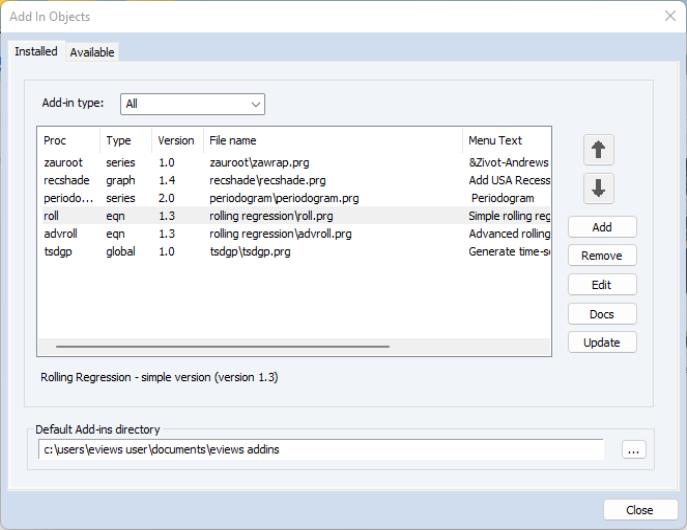 Add In Objects
Installed Available
Add-in type: All
Proc Type Version File name Menu Text
zauroot series 1.0 zauroot\zawrap.prg &Zivot-Andrews
recshade graph 1.4 recshade\recshade.prg Add USA Recess
periodo... series 2.0 periodogram\periodogram.prg Periodogram
roll eqn 1.3 rolling regression\roll.prg Simple rolling reg
advroll eqn 1.3 rolling regression\advroll.prg Advanced rolling
tsdgp global 1.0 tsdgp\tsdgp.prg Generate time-s
Add
Remove
Edit
Docs
Update
Rolling Regression - simple version (version 1.3)
Default Add-ins directory
c:\users\eviews user\documents\eviews addins
...
Close